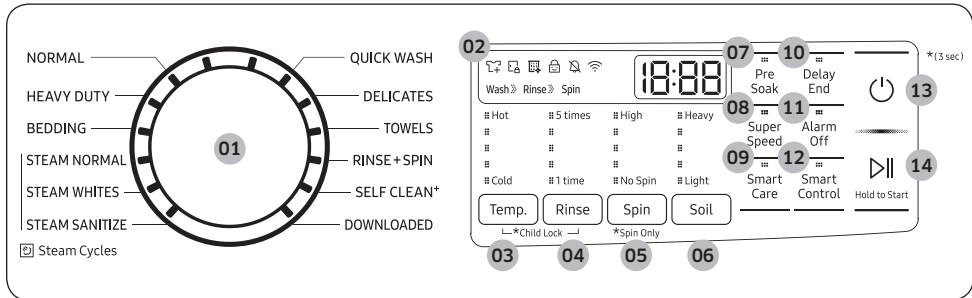 NORMAL
HEAVY DUTY
BEDDING
STEAM NORMAL
STEAM WHITES
STEAM SANITIZE
Steam Cycles
01
QUICK WASH
DELICATES
TOWELS
RINSE+SPIN
SELF CLEAN+
DOWNLOADED
02
Wash » Rinse » Spin
18:88
Hot 5 times High Heavy
Cold 1 time No Spin Light
Temp. Rinse Spin Soil
*Child Lock *Spin Only
03 04 05 06
07 10
Pre Soak
Delay End
08 11
Super Speed
Alarm Off
09 12
Smart Care
Smart Control
*(3 sec)
13
14
Hold to Start